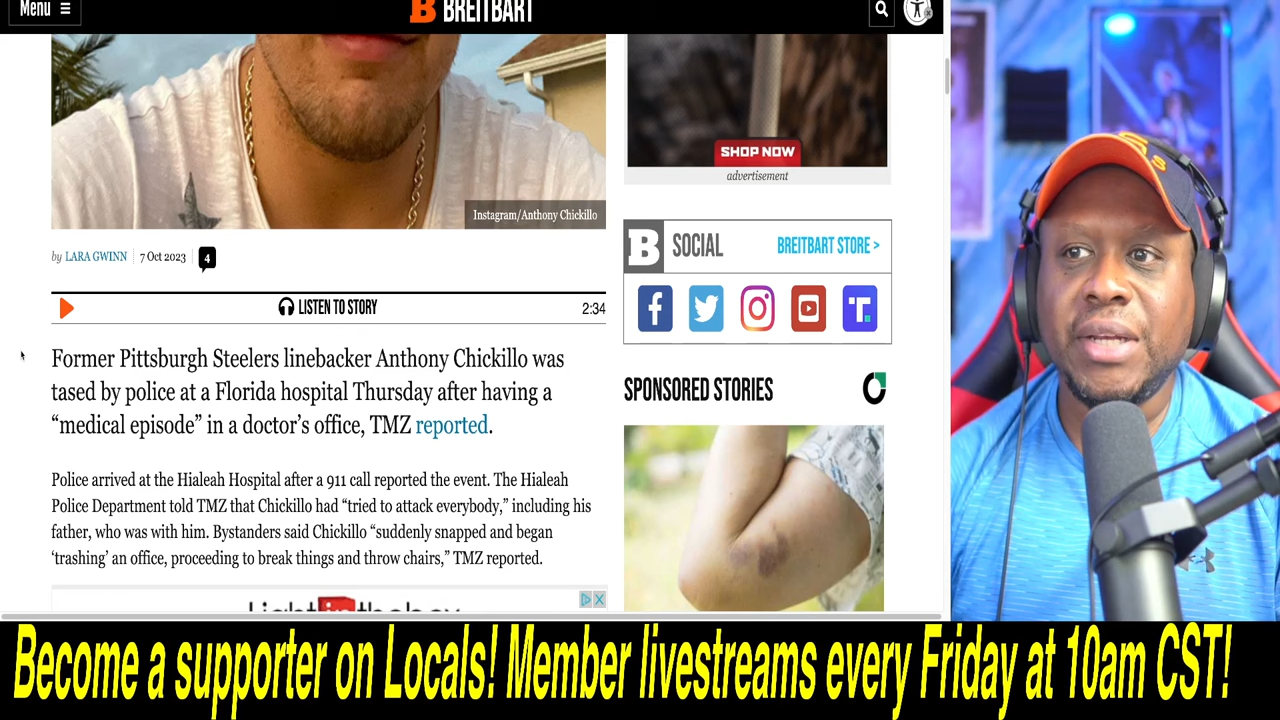 Menu
BREITBART
SHOP NOW
advertisement
Instagram/Anthony Chickillo
by LARA GWINN 7 Oct 2023 4
LISTEN TO STORY 2:34
Former Pittsburgh Steelers linebacker Anthony Chickillo was
tased by police at a Florida hospital Thursday after having a
“medical episode” in a doctor’s office, TMZ reported.
Police arrived at the Hialeah Hospital after a 911 call reported the event. The Hialeah
Police Department told TMZ that Chickillo had “tried to attack everybody,” including his
father, who was with him. Bystanders said Chickillo “suddenly snapped and began
‘trashing’ an office, proceeding to break things and throw chairs,” TMZ reported.
B SOCIAL
BREITBART STORE >
SPONSORED STORIES
Become a supporter on Locals! Member livestreams every Friday at 10am CST!